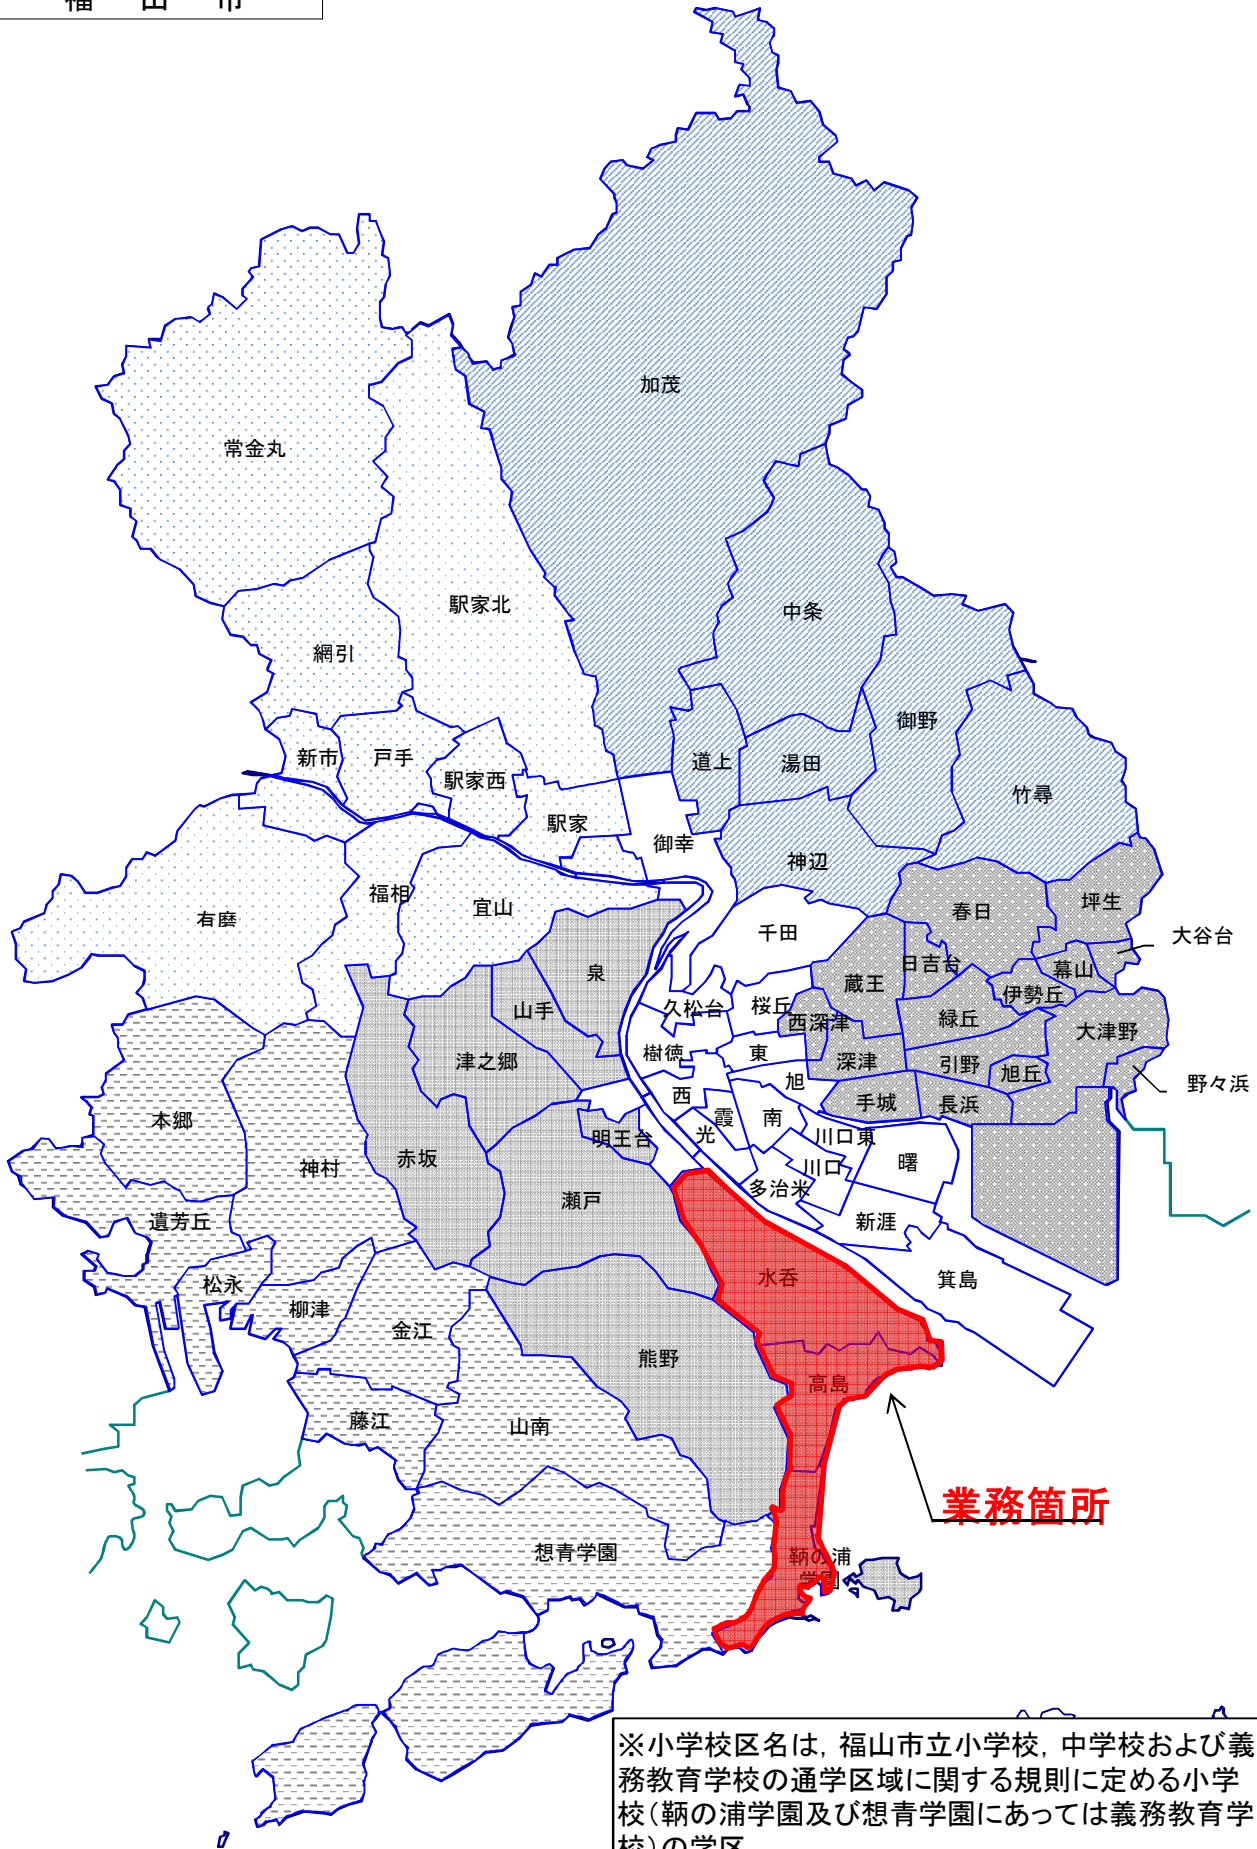 福山市
加茂
常金丸
駅家北
中条
網引
御野
新市
戸手
道上
湯田
駅家西
竹尋
駅家
御幸
神辺
福相
坪生
宜山
春日
有磨
千田
大谷台
泉
日吉台
幕山
蔵王
伊勢丘
山手
久松台
桜丘
西深津
緑丘
大津野
樹徳
東
津之郷
深津
引野
旭丘
旭
野々浜
西
手城
長浜
本郷
霞
南
明王台
光
川口東
赤坂
神村
川口
曙
多治米
瀬戸
遺芳丘
新涯
水呑
箕島
松永
柳津
金江
熊野
高島
藤江
山南
業務箇所
想青学園
鞆の浦
学園
※小学校区名は，福山市立小学校，中学校および義
務教育学校の通学区域に関する規則に定める小学
校（鞆の浦学園及び想青学園にあっては義務教育学
校）の学区